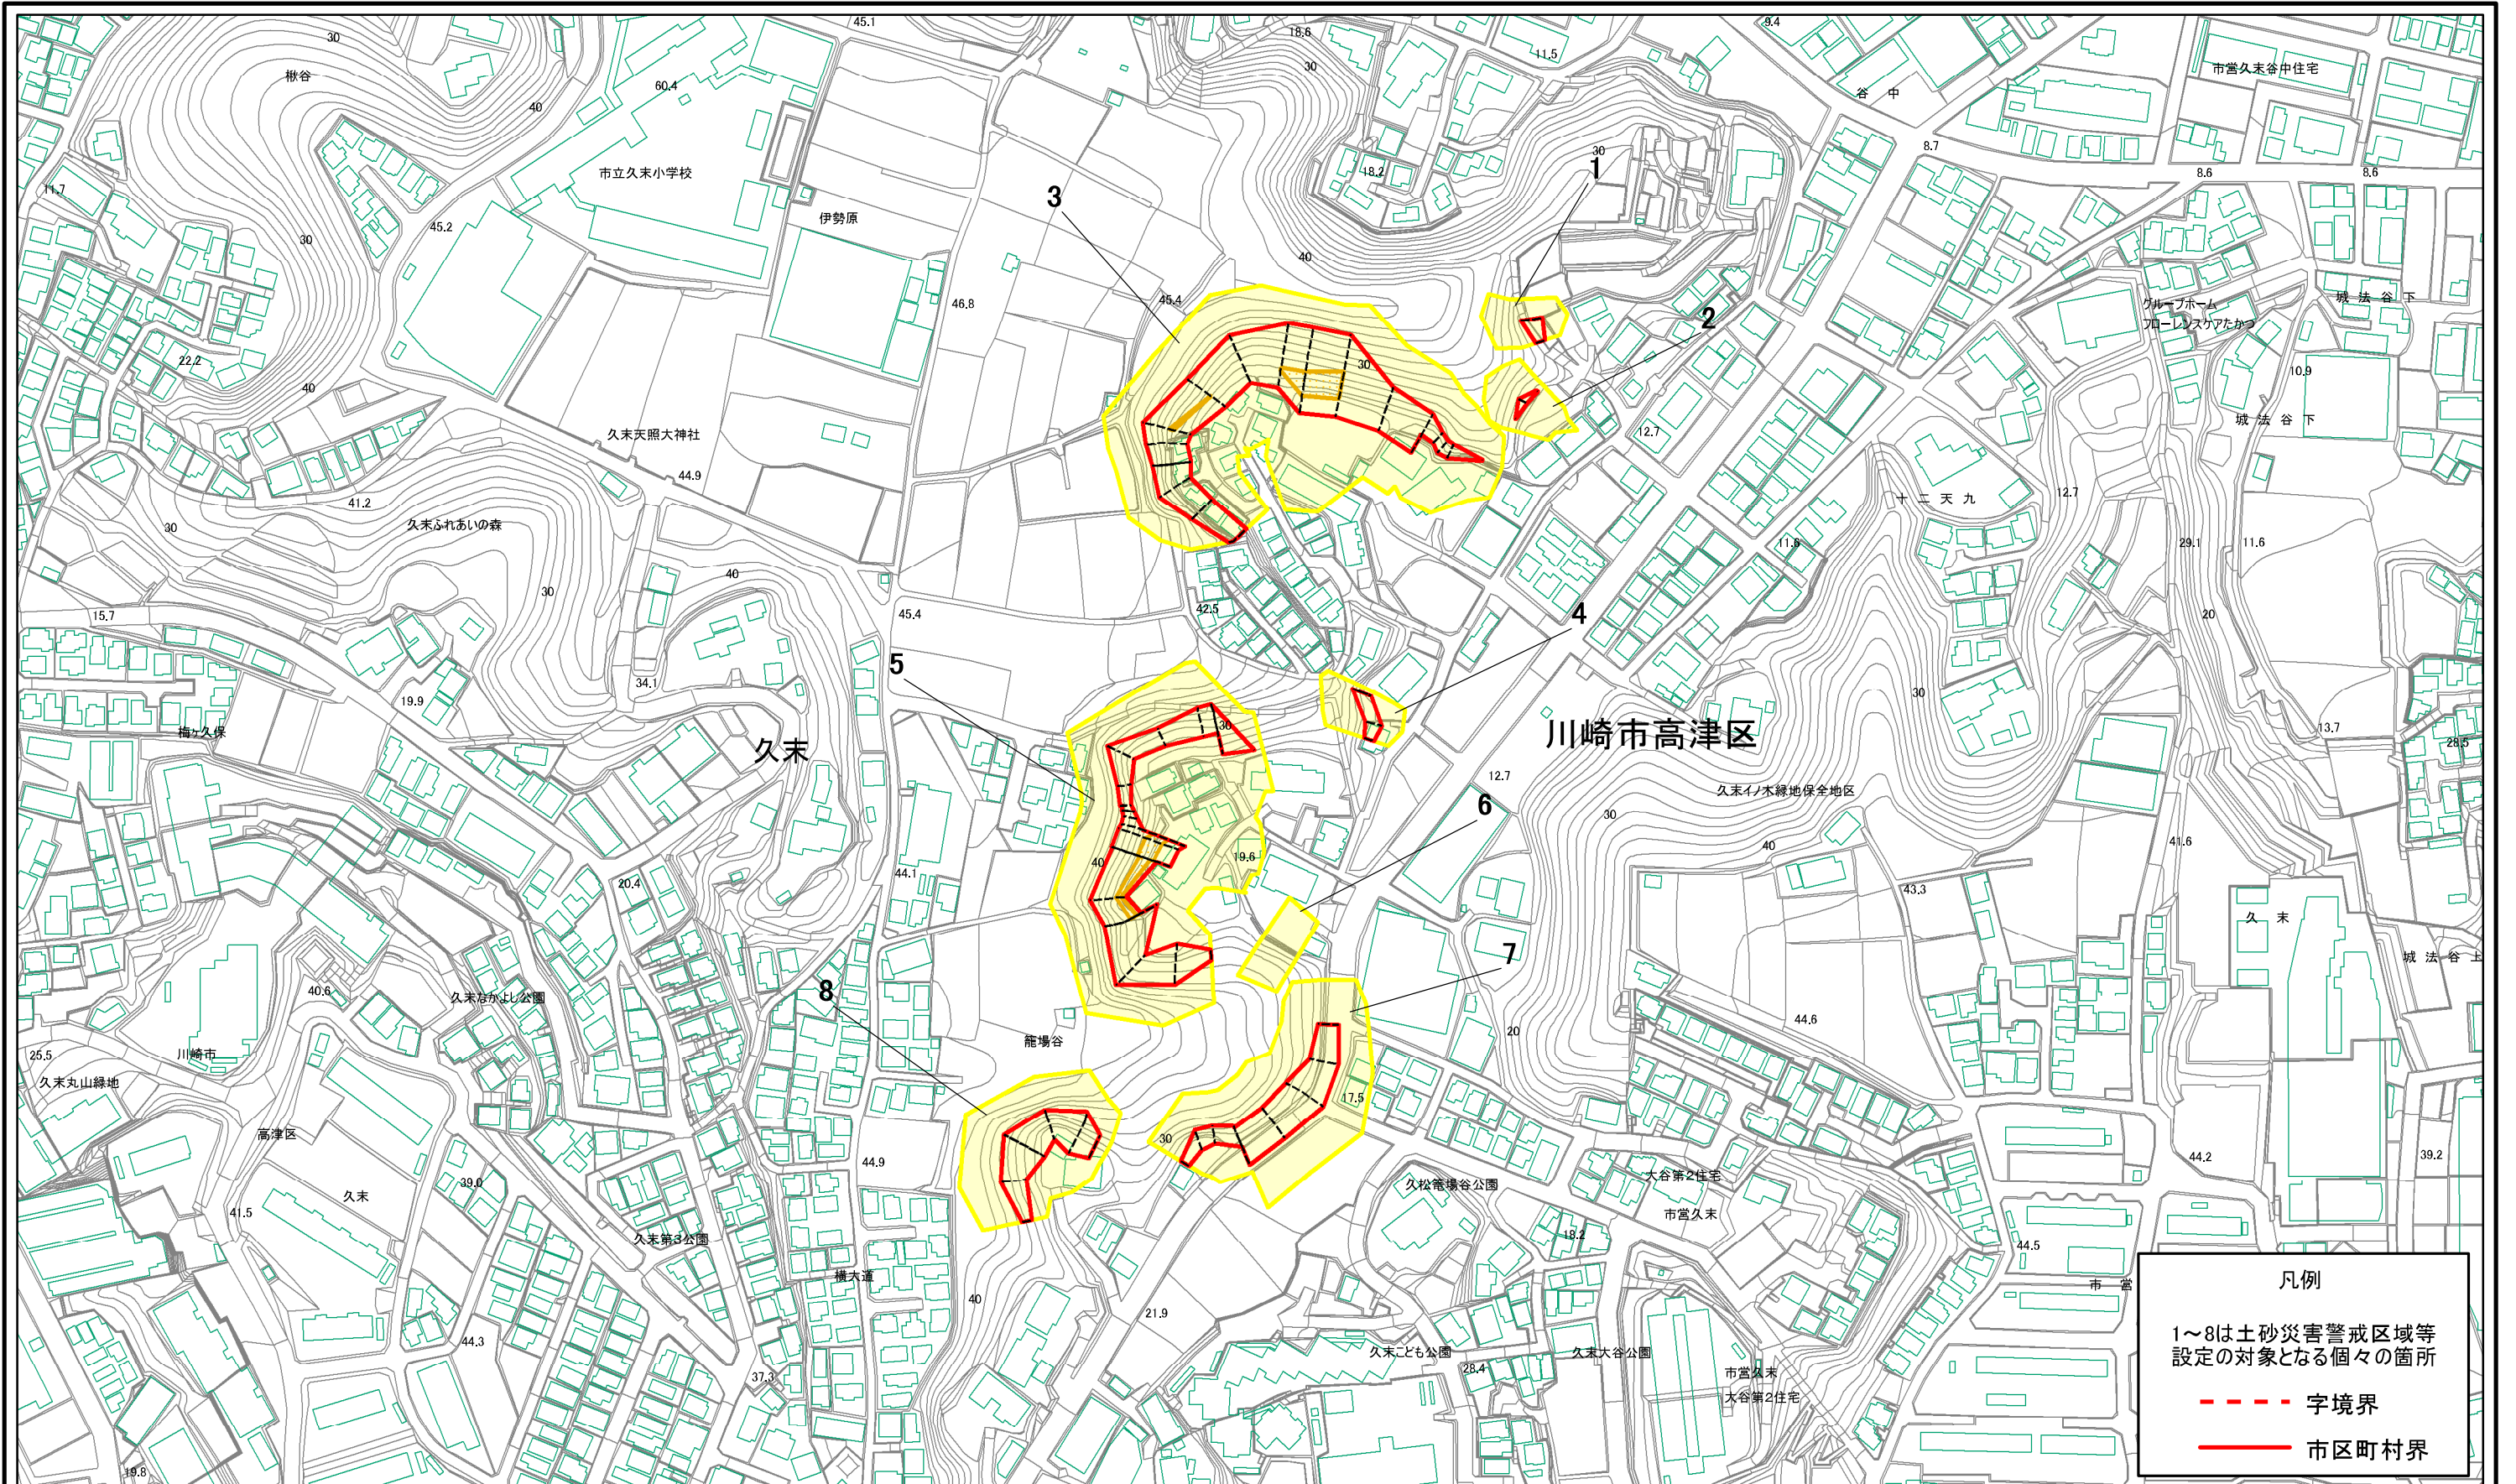 45.1
9.4
30
18.6
11.5
楸谷
30
市営久末谷中住宅
60.4
谷 中
40
8.7
30
1
市立久末小学校
18.2
8.6
8.6
11.7
3
伊勢原
45.2
30
40
46.8
45.4
グループホーム
フローレンスケアたかつ
城 法 谷 下
2
22.2
30
10.9
40
城 法 谷 下
久末天照大神社
12.7
44.9
41.2
十 二 天 九
12.7
久末ふれあいの森
30
11.6
29.1
11.6
40
30
15.7
45.4
42.5
4
20
5
34.1
30
19.9
30
梅ヶ久保
久末
川崎市高津区
13.7
28.5
12.7
久末イノ木緑地保全地区
6
30
40
41.6
40
19.6
44.1
20.4
43.3
久 末
7
城 法 谷 上
8
40.6
久末なかよし公園
44.6
20
籠場谷
25.5
川崎市
久末丸山緑地
17.5
高津区
30
44.9
44.2
39.2
39.0
久末
久松篭場谷公園
大谷第2住宅
41.5
市営久末
久末第3公園
18.2
44.5
横大道
市 営
40
21.9
44.3
久末こども公園
久末大谷公園
28.4
37.3
市営久末
大谷第2住宅
19.8
凡例
1～8は土砂災害警戒区域等
設定の対象となる個々の箇所
字境界
市区町村界